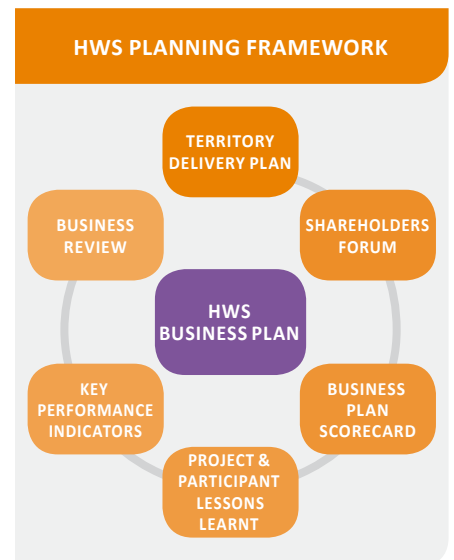 HWS PLANNING FRAMEWORK
TERRITORY
DELIVERY PLAN
BUSINESS
REVIEW
SHAREHOLDERS
FORUM
HWS
BUSINESS PLAN
KEY
PERFORMANCE
INDICATORS
BUSINESS
PLAN
SCORECARD
PROJECT &
PARTICIPANT
LESSONS
LEARNT